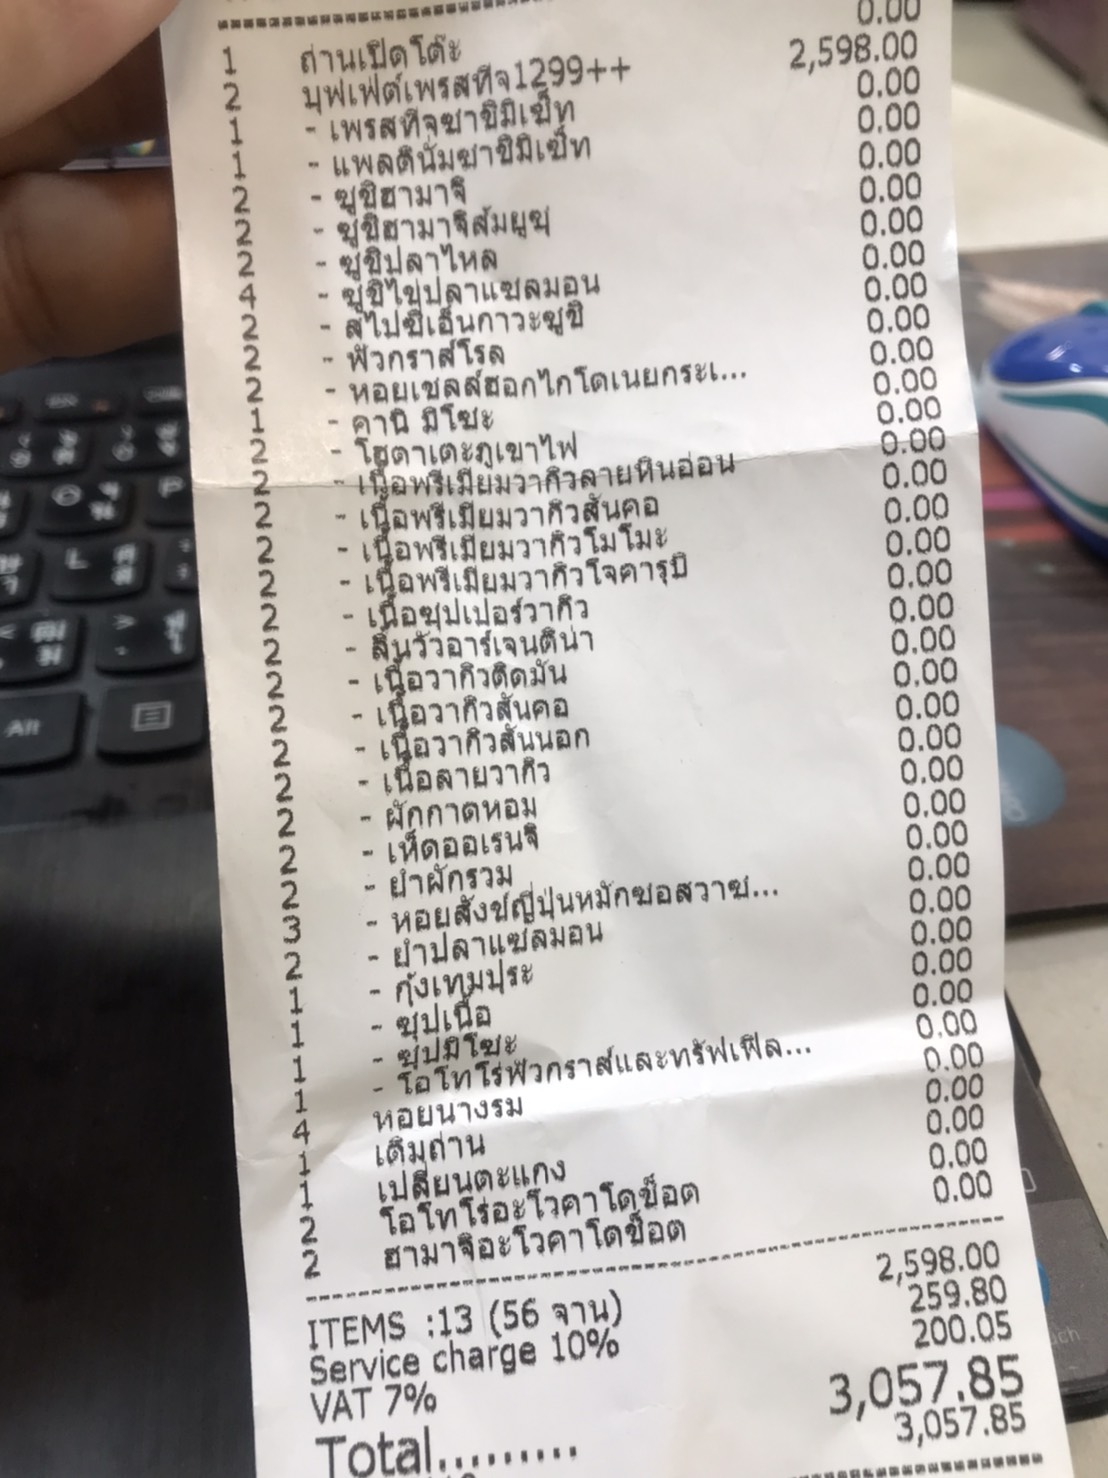 0.00
1 ถ่านเปิดโต๊ะ 2,598.00
2 บุฟเฟ่ต์เพรสทีจ1299++ 0.00
1 - เพรสทีจซาชิมิเซ็ท 0.00
1 - แพลตินั่มซาชิมิเซ็ท 0.00
2 - ซูชิฮามาจิ 0.00
2 - ซูชิฮามาจิส้มยูซุ 0.00
2 - ซูชิปลาไหล 0.00
4 - ซูชิไข่ปลาแซลมอน 0.00
2 - สไปซี่เอ็นกาวะซูชิ 0.00
2 - ฟัวกราส์โรล 0.00
2 - หอยเชลล์ฮอกไกโดเนยกระเ... 0.00
1 - คานิ มิโซะ 0.00
2 - โฮตาเตะภูเขาไฟ 0.00
2 - เนื้อพรีเมียมวากิวลายหินอ่อน 0.00
2 - เนื้อพรีเมียมวากิวสันคอ 0.00
2 - เนื้อพรีเมียมวากิวโมโมะ 0.00
2 - เนื้อพรีเมียมวากิวโจคารุบิ 0.00
2 - เนื้อซุปเปอร์วากิว 0.00
2 - ลิ้นวัวอาร์เจนติน่า 0.00
2 - เนื้อวากิวติดมัน 0.00
2 - เนื้อวากิวสันคอ 0.00
2 - เนื้อวากิวสันนอก 0.00
2 - เนื้อลายวากิว 0.00
2 - ผักกาดหอม 0.00
2 - เห็ดออเรนจิ 0.00
2 - ยำผักรวม 0.00
3 - หอยสังข์ญี่ปุ่นหมักซอสวาซ... 0.00
2 - ยำปลาแซลมอน 0.00
1 - กุ้งเทมปุระ 0.00
1 - ซุปเนื้อ 0.00
1 - ซุปมิโซะ 0.00
1 - โอโทโร่ฟัวกราส์และทรัฟเฟิล... 0.00
4 หอยนางรม 0.00
1 เติมถ่าน 0.00
1 เปลี่ยนตะแกง 0.00
2 โอโทโร่อะโวคาโดช็อต 0.00
2 ฮามาจิอะโวคาโดช็อต
ITEMS :13 (56 จาน) 2,598.00
Service charge 10% 259.80
VAT 7% 200.05
Total......... 3,057.85
3,057.85